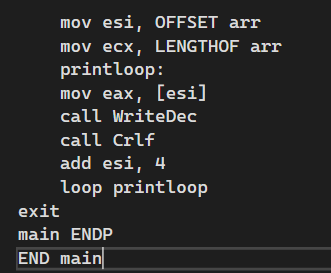 mov esi, OFFSET arr
mov ecx, LENGTHOF arr
printloop:
mov eax, [esi]
call WriteDec
call Crlf
add esi, 4
loop printloop
exit
main ENDP
END main